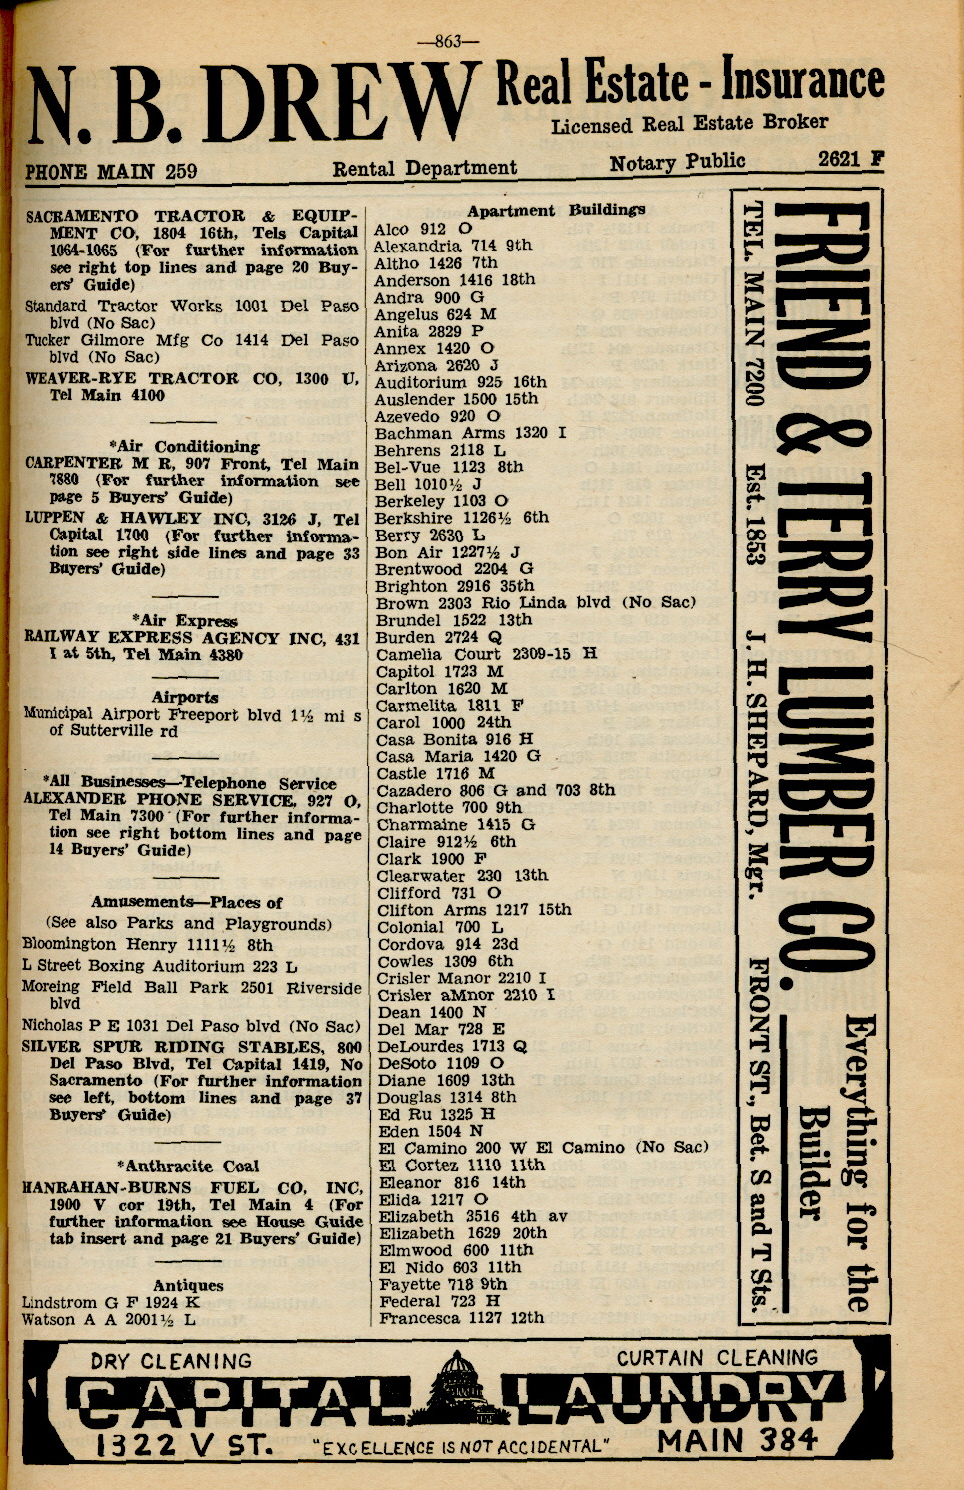 —863—
N. B. DREW Real Estate - Insurance
Licensed Real Estate Broker
PHONE MAIN 259 Rental Department Notary Public 2621 F
SACRAMENTO TRACTOR & EQUIP-
MENT CO, 1804 16th, Tels Capital
1064-1065 (For further information
see right top lines and page 20 Buy-
ers' Guide)
Standard Tractor Works 1001 Del Paso
blvd (No Sac)
Tucker Gilmore Mfg Co 1414 Del Paso
blvd (No Sac)
WEAVER-RYE TRACTOR CO, 1300 U,
Tel Main 4100
*Air Conditioning
CARPENTER M R, 907 Front, Tel Main
7880 (For further information see
page 5 Buyers' Guide)
LUPPEN & HAWLEY INC, 3126 J, Tel
Capital 1700 (For further informa-
tion see right side lines and page 33
Buyers' Guide)
*Air Express
RAILWAY EXPRESS AGENCY INC, 431
I at 5th, Tel Main 4380
Airports
Municipal Airport Freeport blvd 1½ mi s
of Sutterville rd
*All Businesses—Telephone Service
ALEXANDER PHONE SERVICE, 927 O,
Tel Main 7300 (For further informa-
tion see right bottom lines and page
14 Buyers' Guide)
Amusements—Places of
(See also Parks and Playgrounds)
Bloomington Henry 1111½ 8th
L Street Boxing Auditorium 223 L
Moreing Field Ball Park 2501 Riverside
blvd
Nicholas P E 1031 Del Paso blvd (No Sac)
SILVER SPUR RIDING STABLES, 800
Del Paso Blvd, Tel Capital 1419, No
Sacramento (For further information
see left, bottom lines and page 37
Buyers' Guide)
*Anthracite Coal
HANRAHAN-BURNS FUEL CO, INC,
1900 V cor 19th, Tel Main 4 (For
further information see House Guide
tab insert and page 21 Buyers' Guide)
Antiques
Lindstrom G F 1924 K
Watson A A 2001½ L
Apartment Buildings
Alco 912 O
Alexandria 714 9th
Altho 1426 7th
Anderson 1416 18th
Andra 900 G
Angelus 624 M
Anita 2829 P
Annex 1420 O
Arizona 2620 J
Auditorium 925 16th
Auslender 1500 15th
Azevedo 920 O
Bachman Arms 1320 I
Behrens 2118 L
Bel-Vue 1123 8th
Bell 1010½ J
Berkeley 1103 O
Berkshire 1126½ 6th
Berry 2630 L
Bon Air 1227½ J
Brentwood 2204 G
Brighton 2916 35th
Brown 2303 Rio Linda blvd (No Sac)
Brundel 1522 13th
Burden 2724 Q
Camelia Court 2309-15 H
Capitol 1723 M
Carlton 1620 M
Carmelita 1811 F
Carol 1000 24th
Casa Bonita 916 H
Casa Maria 1420 G
Castle 1716 M
Cazadero 806 G and 703 8th
Charlotte 700 9th
Charmaine 1415 G
Claire 912½ 6th
Clark 1900 F
Clearwater 230 13th
Clifford 731 O
Clifton Arms 1217 15th
Colonial 700 L
Cordova 914 23d
Cowles 1309 6th
Crisler Manor 2210 I
Crisler aMnor 2210 I
Dean 1400 N
Del Mar 728 E
DeLourdes 1713 Q
DeSoto 1109 O
Diane 1609 13th
Douglas 1314 8th
Ed Ru 1325 H
Eden 1504 N
El Camino 200 W El Camino (No Sac)
El Cortez 1110 11th
Eleanor 816 14th
Elida 1217 O
Elizabeth 3516 4th av
Elizabeth 1629 20th
Elmwood 600 11th
El Nido 603 11th
Fayette 718 9th
Federal 723 H
Francesca 1127 12th
FRIEND & TERRY LUMBER CO.
Everything for the
Builder
TEL. MAIN 7200 Est. 1853 J. H. SHEPARD, Mgr. FRONT ST., Bet. S and T Sts.
DRY CLEANING CURTAIN CLEANING
CAPITAL LAUNDRY
1322 V ST. "EXCELLENCE IS NOT ACCIDENTAL" MAIN 384